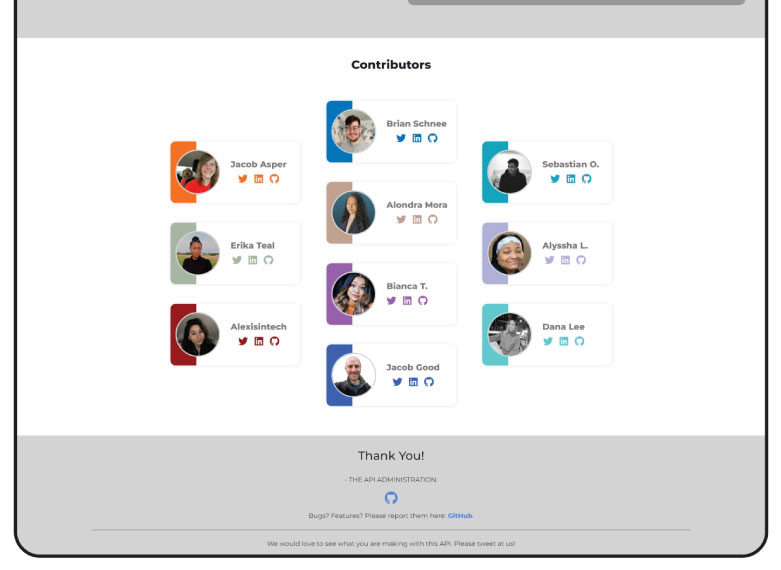 Contributors
Brian Schnee
Jacob Asper
Sebastian O.
Alondra Mora
Erika Teal
Alyssha L.
Bianca T.
Alexisintech
Dana Lee
Jacob Good
Thank You!
- THE API ADMINISTRATION.
Bugs? Features? Please report them here: GitHub.
We would love to see what you are making with this API. Please tweet at us!